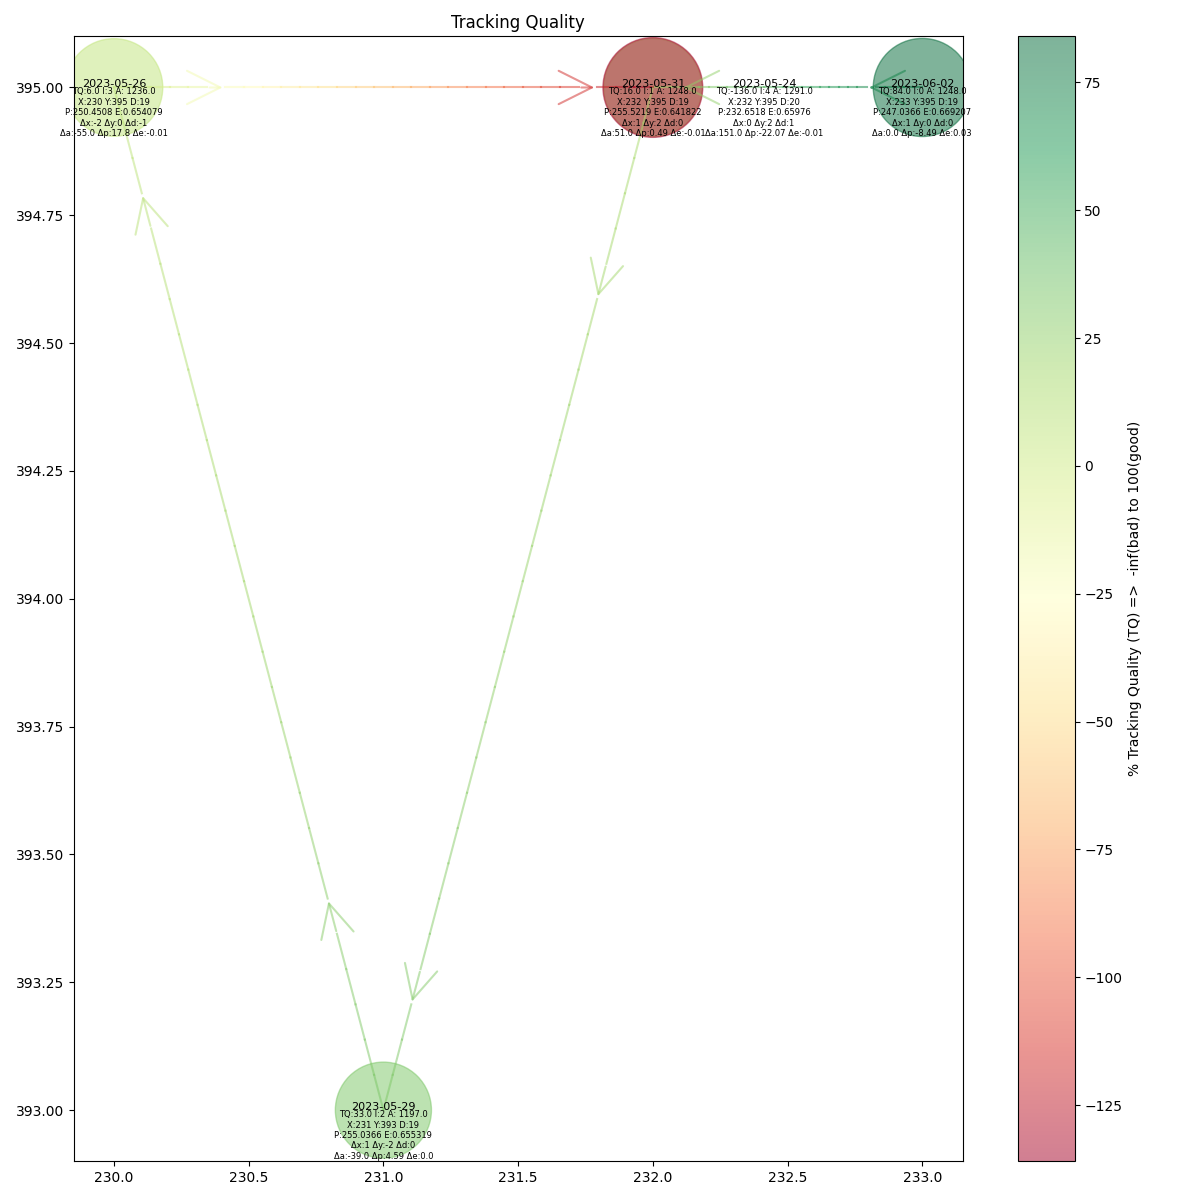 Tracking Quality
395.00
394.75
394.50
394.25
394.00
393.75
393.50
393.25
393.00
2023-05-26
TQ:6.0 I:3 A: 1236.0
X:230 Y:395 D:19
P:250.4508 E:0.654079
Δx:-2 Δy:0 Δd:-1
Δa:-55.0 Δp:17.8 Δe:-0.01
2023-05-31
TQ:16.0 I:1 A: 1248.0
X:232 Y:395 D:19
P:255.5219 E:0.641822
Δx:1 Δy:2 Δd:0
Δa:51.0 Δp:0.49 Δe:-0.01
2023-05-24
TQ:-136.0 I:4 A: 1291.0
X:232 Y:395 D:20
P:232.6518 E:0.65976
Δx:0 Δy:2 Δd:1
Δa:151.0 Δp:-22.07 Δe:-0.01
2023-06-02
TQ:84.0 I:0 A: 1248.0
X:233 Y:395 D:19
P:247.0366 E:0.669207
Δx:1 Δy:0 Δd:0
Δa:0.0 Δp:-8.49 Δe:0.03
2023-05-29
TQ:33.0 I:2 A: 1197.0
X:231 Y:393 D:19
P:255.0366 E:0.655319
Δx:1 Δy:-2 Δd:0
Δa:-39.0 Δp:4.59 Δe:0.0
230.0
230.5
231.0
231.5
232.0
232.5
233.0
75
50
25
0
−25
−50
−75
−100
−125
% Tracking Quality (TQ) => -inf(bad) to 100(good)